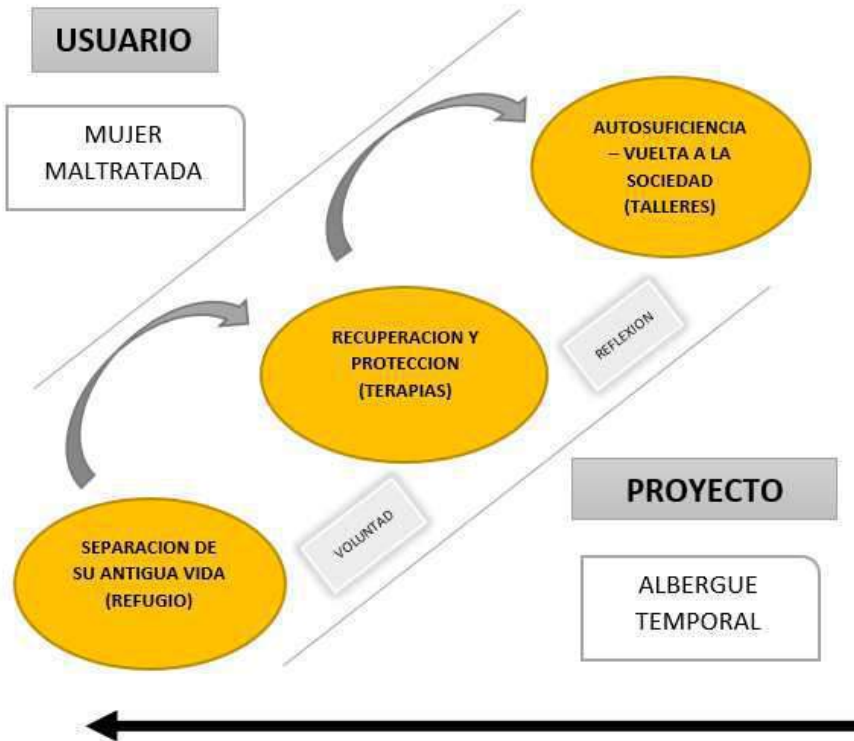 USUARIO
MUJER
MALTRATADA
AUTOSUFICIENCIA
– VUELTA A LA
SOCIEDAD
(TALLERES)
REFLEXION
RECUPERACION Y
PROTECCION
(TERAPIAS)
VOLUNTAD
SEPARACION DE
SU ANTIGUA VIDA
(REFUGIO)
PROYECTO
ALBERGUE
TEMPORAL